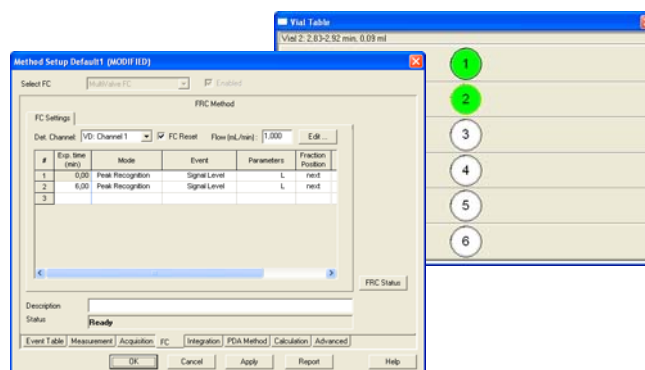 Vial Table
Vial 2: 2,83-2,92 min, 0,09 ml
1
2
3
4
5
6
Method Setup Default1 (MODIFIED)
Select FC MultiValve FC Enabled
FRC Method
FC Settings
Det. Channel: VD: Channel 1 FC Reset Flow [mL/min] : 1,000 Edit ...
# Exp. time (min) Mode Event Parameters Fraction Position
1 0,00 Peak Recognition Signal Level L next
2 6,00 Peak Recognition Signal Level L next
3
FRC Status
Description
Status Ready
Event Table Measurement Acquisition FC Integration PDA Method Calculation Advanced
OK Cancel Apply Report Help